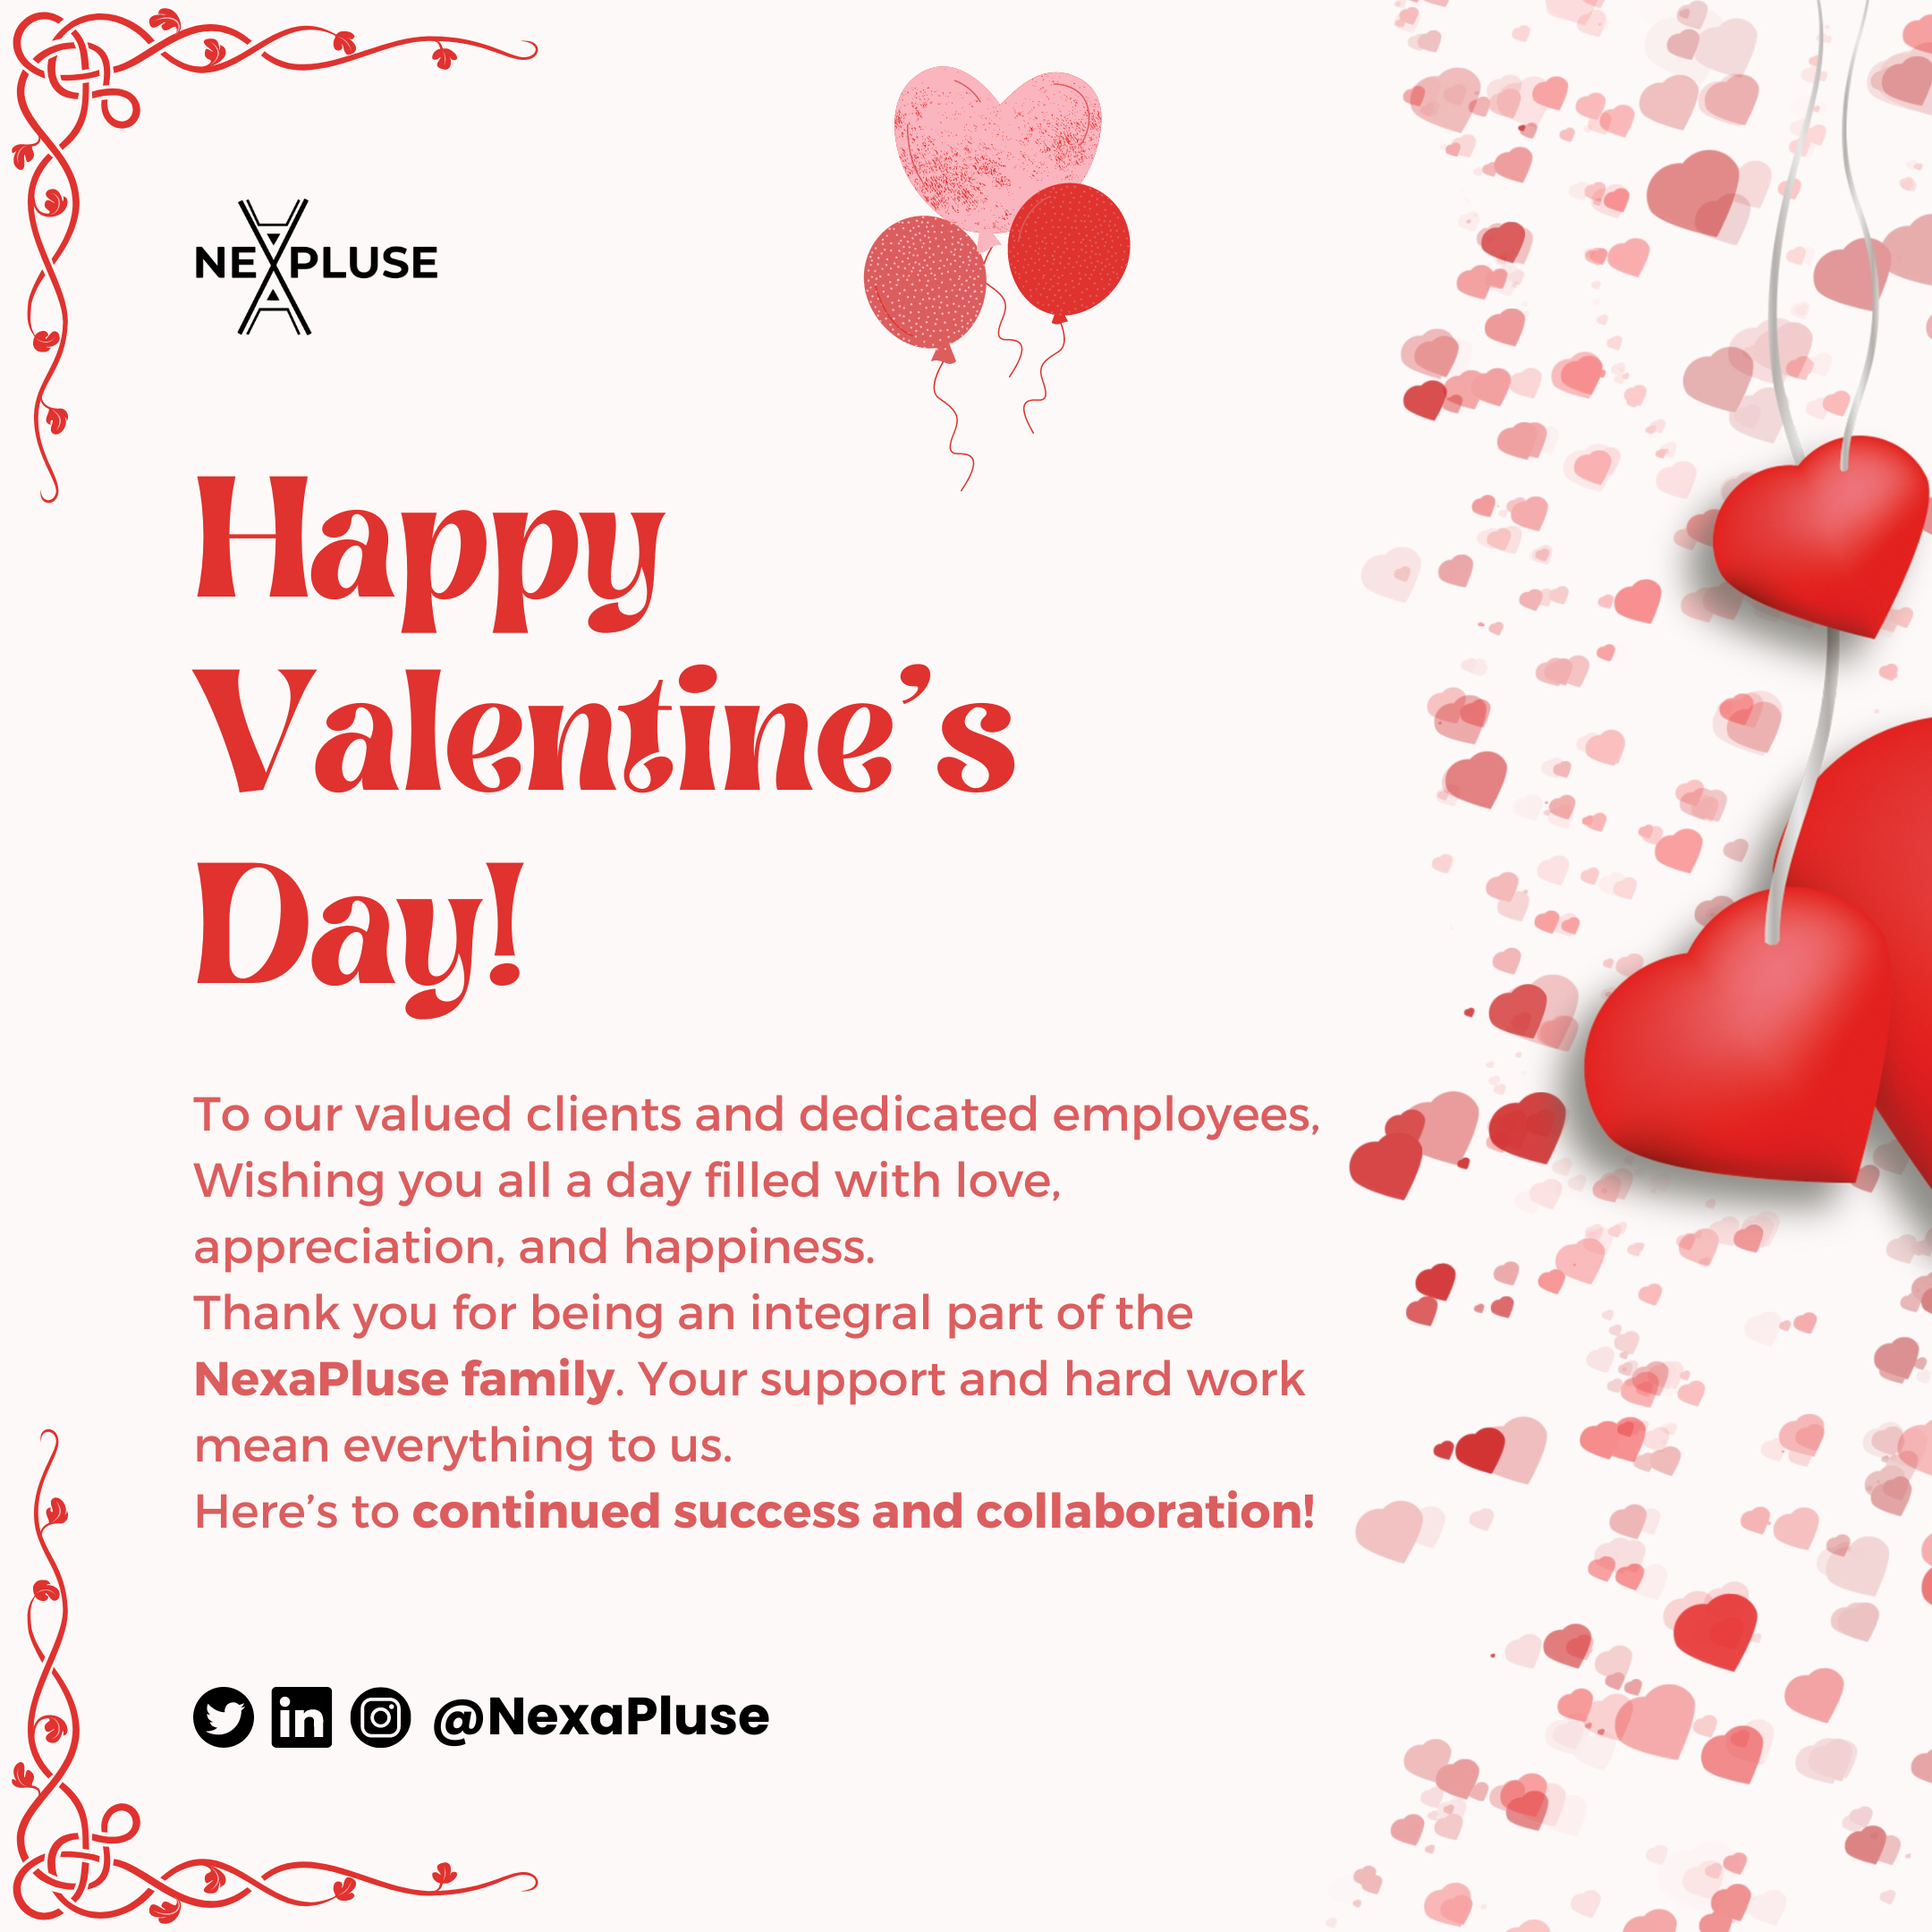 NEXAPLUSE
Happy
Valentine’s
Day!
To our valued clients and dedicated employees,
Wishing you all a day filled with love,
appreciation, and happiness.
Thank you for being an integral part of the
NexaPluse family. Your support and hard work
mean everything to us.
Here’s to continued success and collaboration!
in @NexaPluse